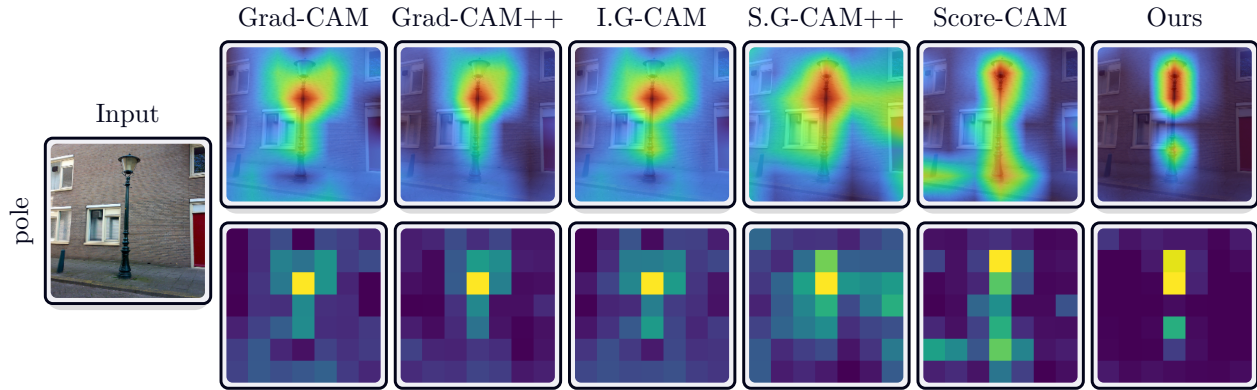 Grad-CAM
Grad-CAM++
I.G-CAM
S.G-CAM++
Score-CAM
Ours
Input
pole